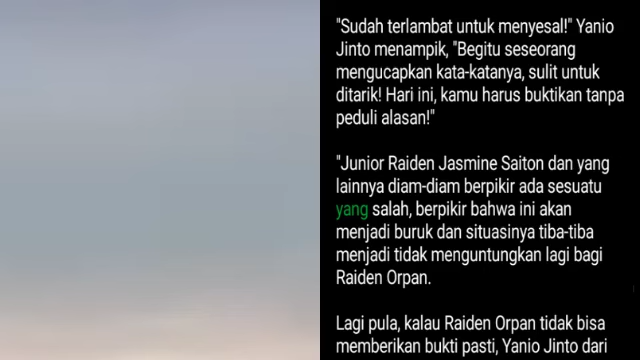 "Sudah terlambat untuk menyesal!" Yanio
Jinto menampik, "Begitu seseorang
mengucapkan kata-katanya, sulit untuk
ditarik! Hari ini, kamu harus buktikan tanpa
peduli alasan!"
"Junior Raiden Jasmine Saiton dan yang
lainnya diam-diam berpikir ada sesuatu
yang salah, berpikir bahwa ini akan
menjadi buruk dan situasinya tiba-tiba
menjadi tidak menguntungkan lagi bagi
Raiden Orpan.
Lagi pula, kalau Raiden Orpan tidak bisa
memberikan bukti pasti, Yanio Jinto dari